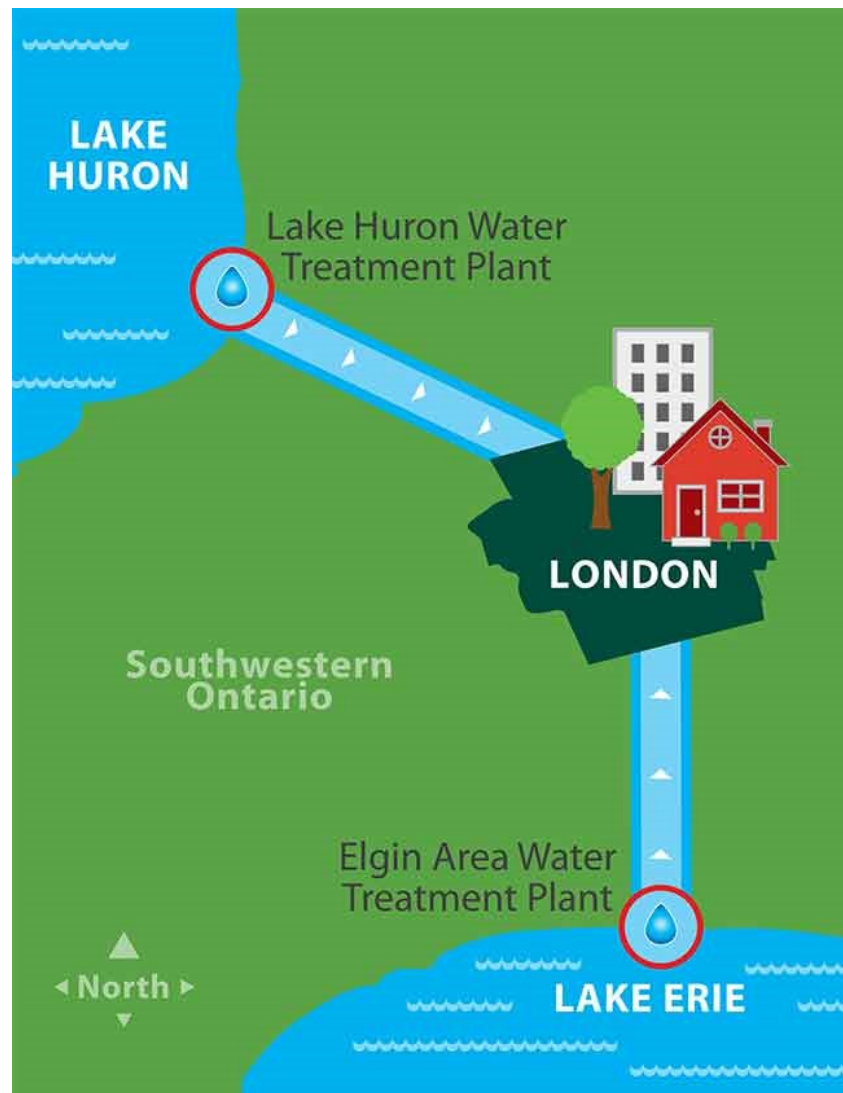 LAKE
HURON
Lake Huron Water
Treatment Plant
LONDON
Southwestern
Ontario
Elgin Area Water
Treatment Plant
North
LAKE ERIE